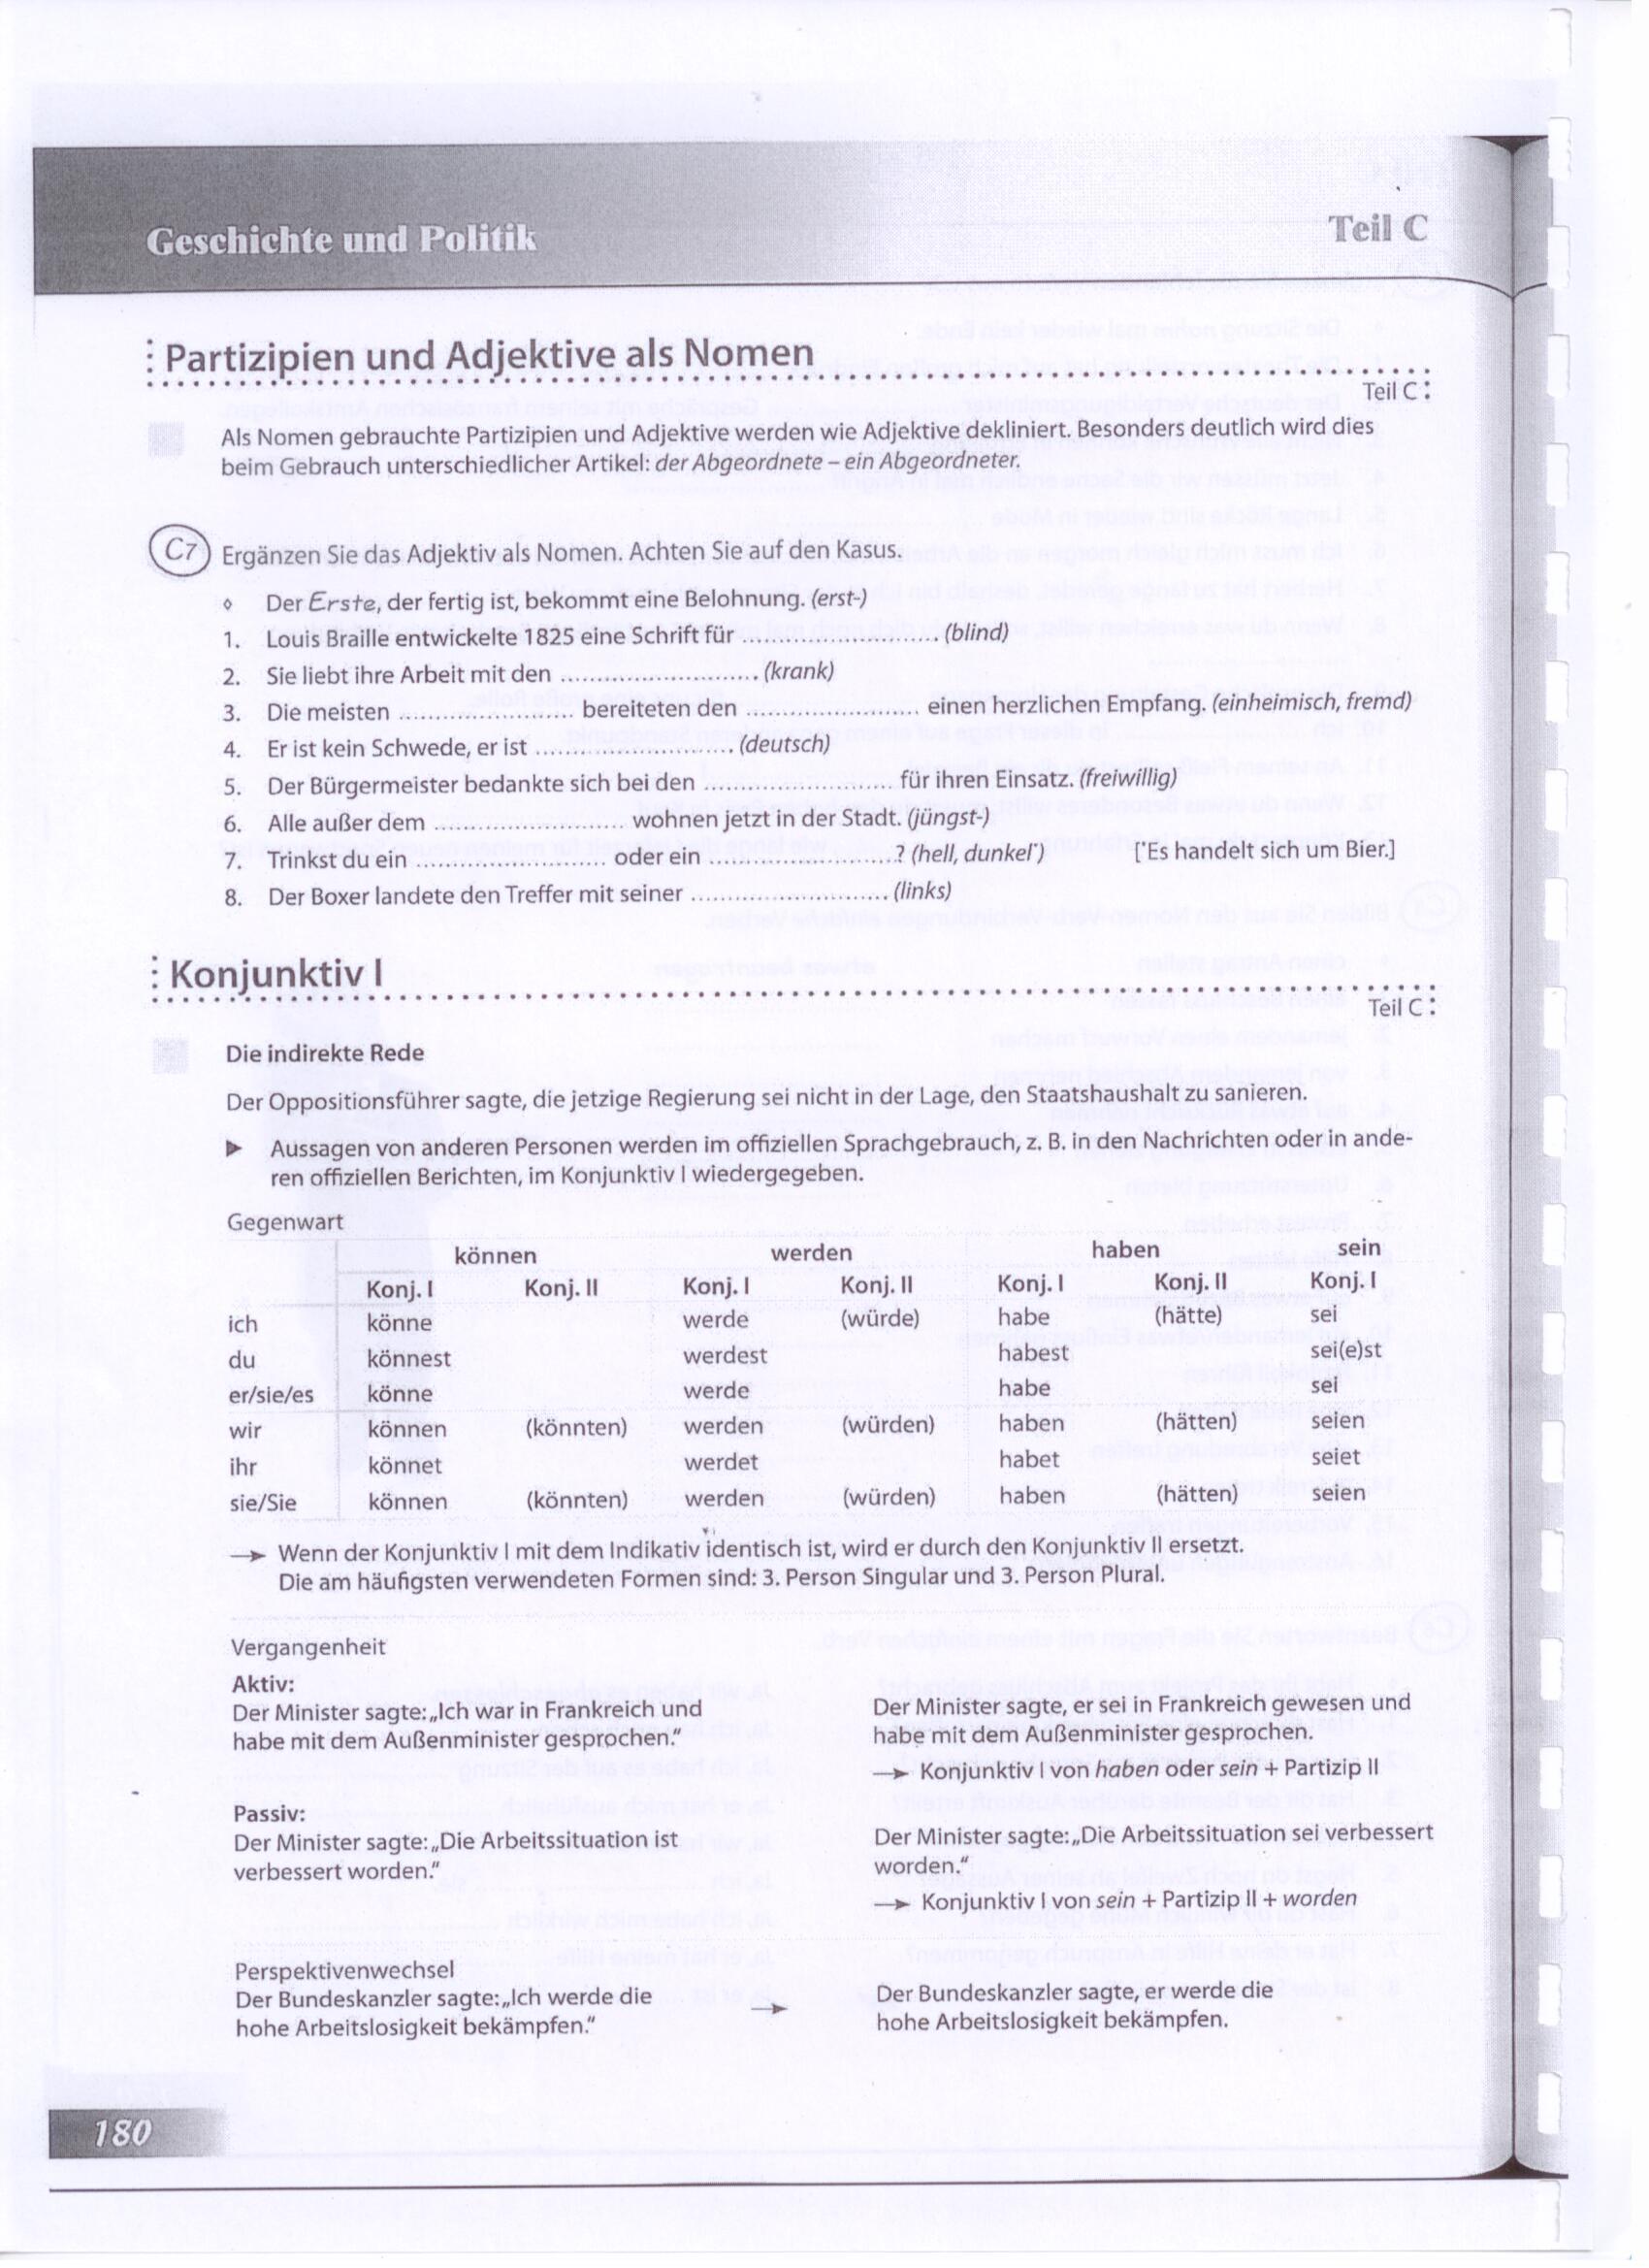 Geschichte und Politik
Teil C
Partizipien und Adjektive als Nomen
Teil C
Als Nomen gebrauchte Partizipien und Adjektive werden wie Adjektive dekliniert. Besonders deutlich wird dies
beim Gebrauch unterschiedlicher Artikel: der Abgeordnete – ein Abgeordneter.
C7 Ergänzen Sie das Adjektiv als Nomen. Achten Sie auf den Kasus.
◊ Der Erste, der fertig ist, bekommt eine Belohnung. (erst-)
1. Louis Braille entwickelte 1825 eine Schrift für ........................... . (blind)
2. Sie liebt ihre Arbeit mit den ........................... . (krank)
3. Die meisten ........................ bereiteten den ........................ einen herzlichen Empfang. (einheimisch, fremd)
4. Er ist kein Schwede, er ist ........................... . (deutsch)
5. Der Bürgermeister bedankte sich bei den ........................... für ihren Einsatz. (freiwillig)
6. Alle außer dem ........................... wohnen jetzt in der Stadt. (jüngst-)
7. Trinkst du ein ........................... oder ein ........................... ? (hell, dunkel*) [*Es handelt sich um Bier.]
8. Der Boxer landete den Treffer mit seiner ........................... . (links)
Konjunktiv I
Teil C
Die indirekte Rede
Der Oppositionsführer sagte, die jetzige Regierung sei nicht in der Lage, den Staatshaushalt zu sanieren.
▶ Aussagen von anderen Personen werden im offiziellen Sprachgebrauch, z. B. in den Nachrichten oder in ande-
ren offiziellen Berichten, im Konjunktiv I wiedergegeben.
Gegenwart
können werden haben sein
Konj. I Konj. II Konj. I Konj. II Konj. I Konj. II Konj. I
ich könne werde (würde) habe (hätte) sei
du könnest werdest habest sei(e)st
er/sie/es könne werde habe sei
wir können (könnten) werden (würden) haben (hätten) seien
ihr könnet werdet habet seiet
sie/Sie können (könnten) werden (würden) haben (hätten) seien
→ Wenn der Konjunktiv I mit dem Indikativ identisch ist, wird er durch den Konjunktiv II ersetzt.
Die am häufigsten verwendeten Formen sind: 3. Person Singular und 3. Person Plural.
Vergangenheit
Aktiv:
Der Minister sagte: „Ich war in Frankreich und
habe mit dem Außenminister gesprochen.“
Der Minister sagte, er sei in Frankreich gewesen und
habe mit dem Außenminister gesprochen.
→ Konjunktiv I von haben oder sein + Partizip II
Passiv:
Der Minister sagte: „Die Arbeitssituation ist
verbessert worden.“
Der Minister sagte: „Die Arbeitssituation sei verbessert
worden.“
→ Konjunktiv I von sein + Partizip II + worden
Perspektivenwechsel
Der Bundeskanzler sagte: „Ich werde die
hohe Arbeitslosigkeit bekämpfen.“
→ Der Bundeskanzler sagte, er werde die
hohe Arbeitslosigkeit bekämpfen.
180